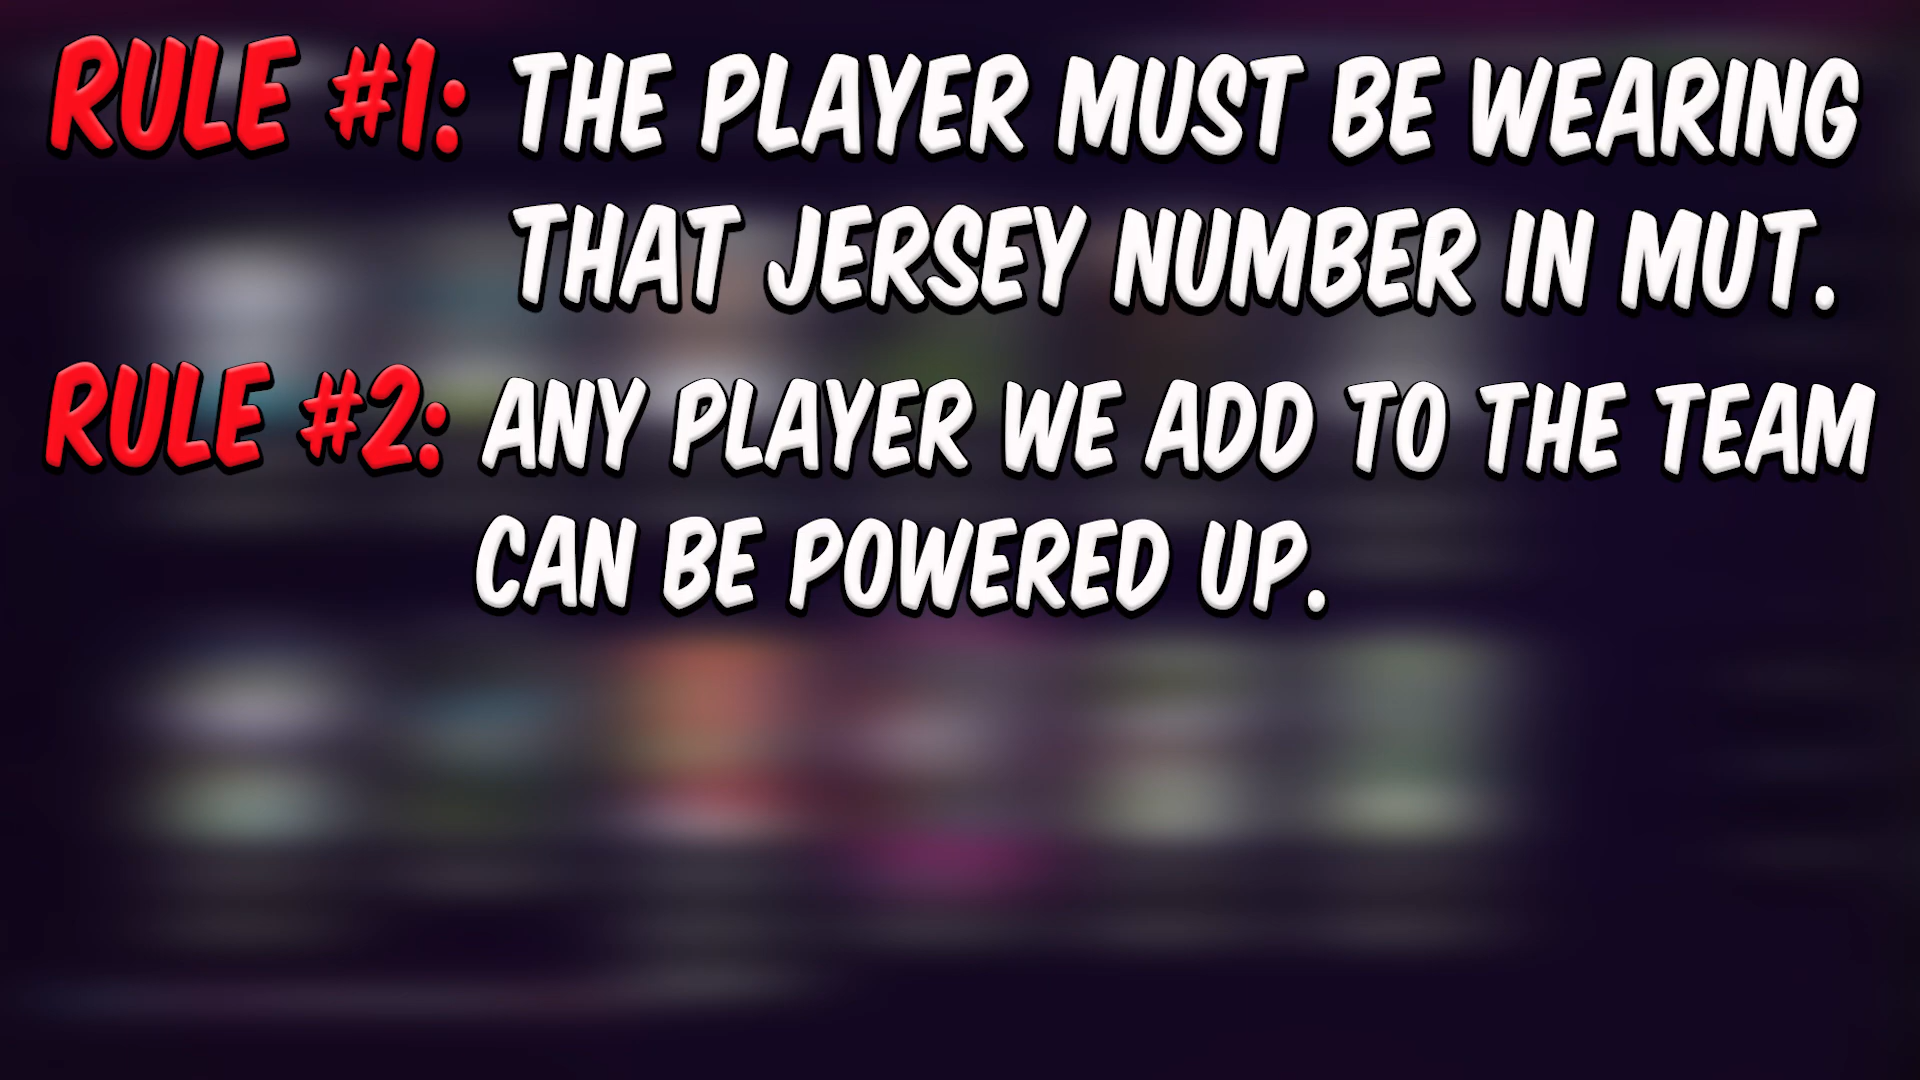 RULE #1: THE PLAYER MUST BE WEARING
THAT JERSEY NUMBER IN MUT.
RULE #2: ANY PLAYER WE ADD TO THE TEAM
CAN BE POWERED UP.